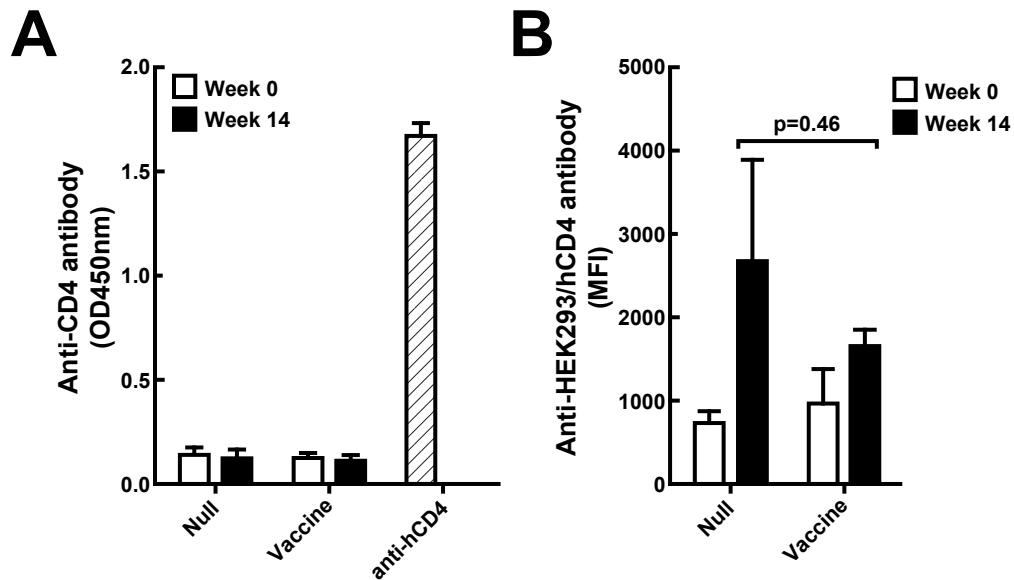 A
Anti-CD4 antibody
(OD450nm)
2.0
1.5
1.0
0.5
0.0
Week 0
Week 14
Null
Vaccine
anti-hCD4
B
Anti-HEK293/hCD4 antibody
(MFI)
5000
4000
3000
2000
1000
0
p=0.46
Week 0
Week 14
Null
Vaccine